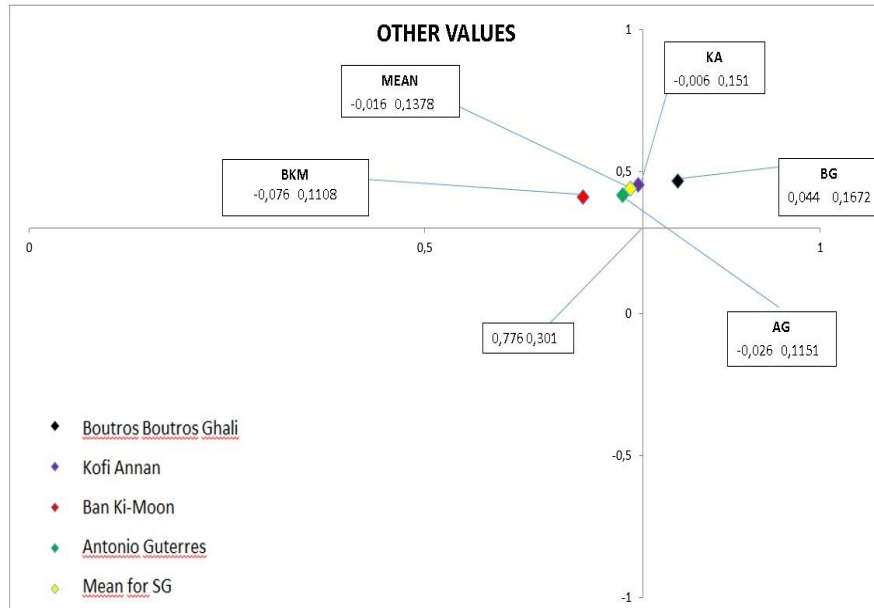 OTHER VALUES
1
KA
-0,006 0,151
MEAN
-0,016 0,1378
BKM
-0,076 0,1108
0,5
BG
0,044 0,1672
0
0,5
1
0
0,776 0,301
AG
-0,026 0,1151
Boutros Boutros Ghali
Kofi Annan
-0,5
Ban Ki-Moon
Antonio Guterres
Mean for SG
-1